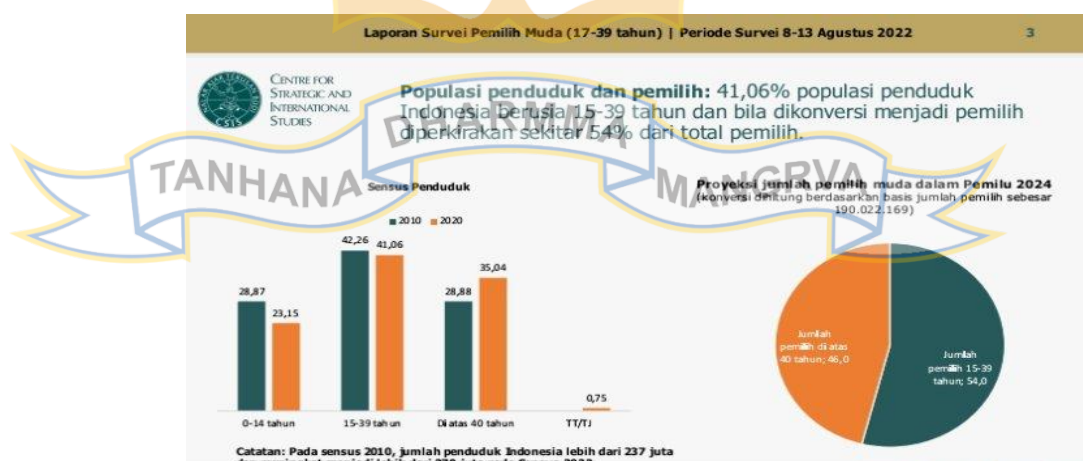 Laporan Survei Pemilih Muda (17-39 tahun) | Periode Survei 8-13 Agustus 2022
3
CENTRE FOR
STRATEGIC AND
INTERNATIONAL
STUDIES
CSIS
Populasi penduduk dan pemilih: 41,06% populasi penduduk
Indonesia berusia 15-39 tahun dan bila dikonversi menjadi pemilih
diperkirakan sekitar 54% dari total pemilih.
TANHANA DHARMMA MANGRVA
Sensus Penduduk
2010 2020
28,87
23,15
42,26
41,06
28,88
35,04
0,75
0-14 tahun
15-39 tahun
Di atas 40 tahun
TT/TJ
Catatan: Pada sensus 2010, jumlah penduduk Indonesia lebih dari 237 juta
Proyeksi jumlah pemilih muda dalam Pemilu 2024
(konversi dihitung berdasarkan basis jumlah pemilih sebesar
190.022.169)
Jumlah
pemilih di atas
40 tahun; 46,0
Jumlah
pemilih 15-39
tahun; 54,0